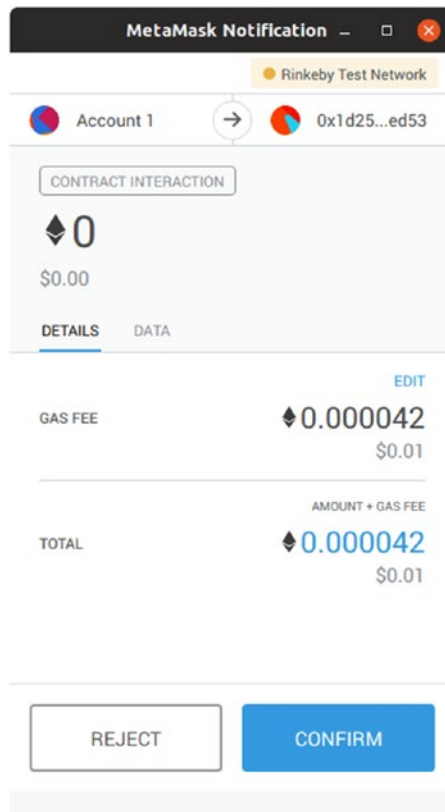 MetaMask Notification
Rinkeby Test Network
Account 1
0x1d25...ed53
CONTRACT INTERACTION
0
$0.00
DETAILS DATA
EDIT
GAS FEE
0.000042
$0.01
AMOUNT + GAS FEE
TOTAL
0.000042
$0.01
REJECT
CONFIRM